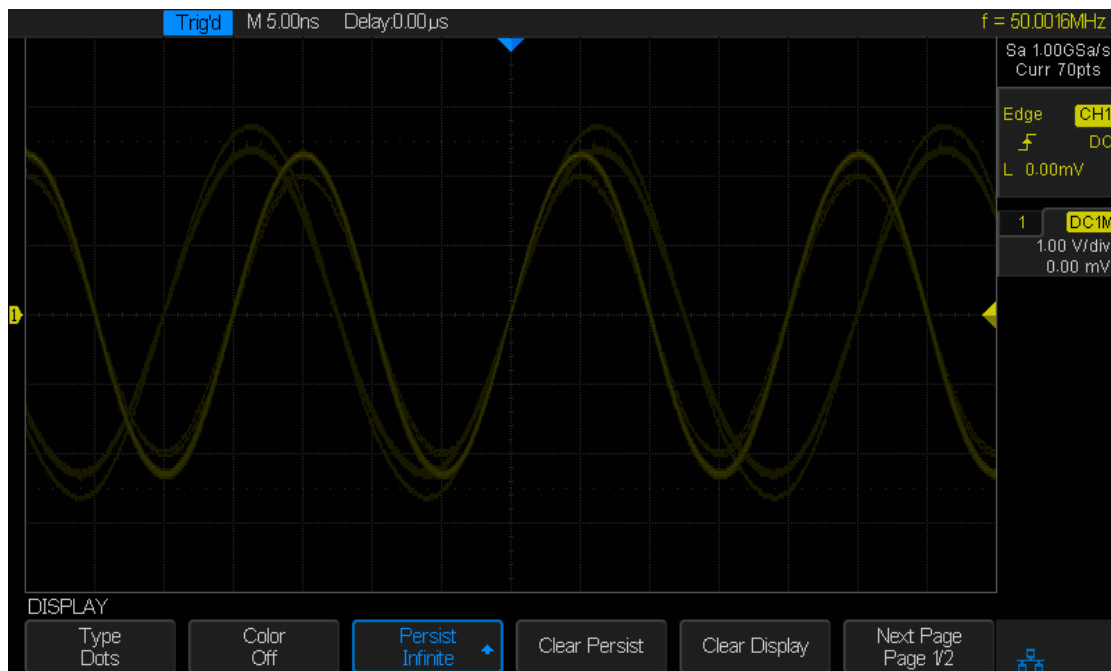 Trig'd M 5.00ns Delay:0.00µs f = 50.0016MHz
Sa 1.00GSa/s
Curr 70pts
Edge CH1
DC
L 0.00mV
1 DC1M
1.00 V/div
0.00 mV
1
DISPLAY
Type
Dots
Color
Off
Persist
Infinite
Clear Persist
Clear Display
Next Page
Page 1/2